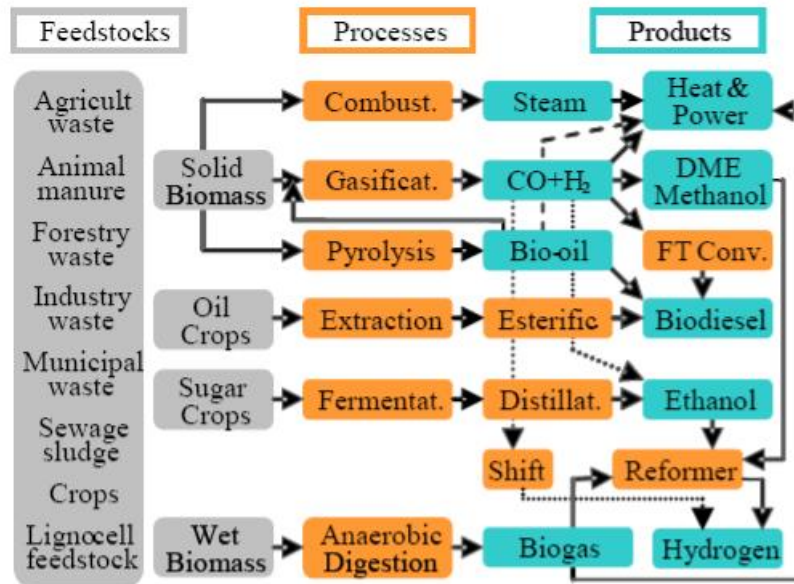 Feedstocks
Processes
Products
Agricult
waste
Animal
manure
Forestry
waste
Industry
waste
Municipal
waste
Sewage
sludge
Crops
Lignocell
feedstock
Solid
Biomass
Oil
Crops
Sugar
Crops
Wet
Biomass
Combust.
Gasificat.
Pyrolysis
Extraction
Fermentat.
Anaerobic
Digestion
Steam
CO+H₂
Bio-oil
Esterific
Distillat.
Shift
Biogas
Heat &
Power
DME
Methanol
FT Conv.
Biodiesel
Ethanol
Reformer
Hydrogen